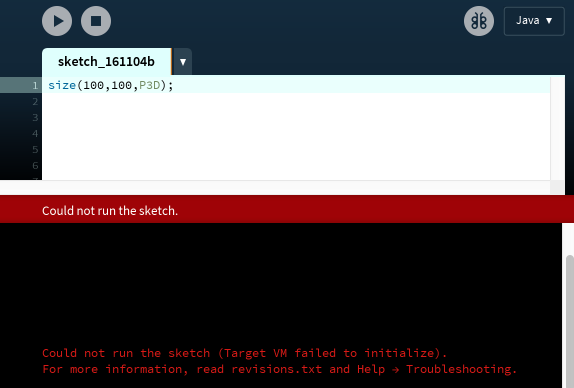 Java ▾
sketch_161104b ▾
1 size(100,100,P3D);
2
3
4
5
6
Could not run the sketch.
Could not run the sketch (Target VM failed to initialize).
For more information, read revisions.txt and Help → Troubleshooting.